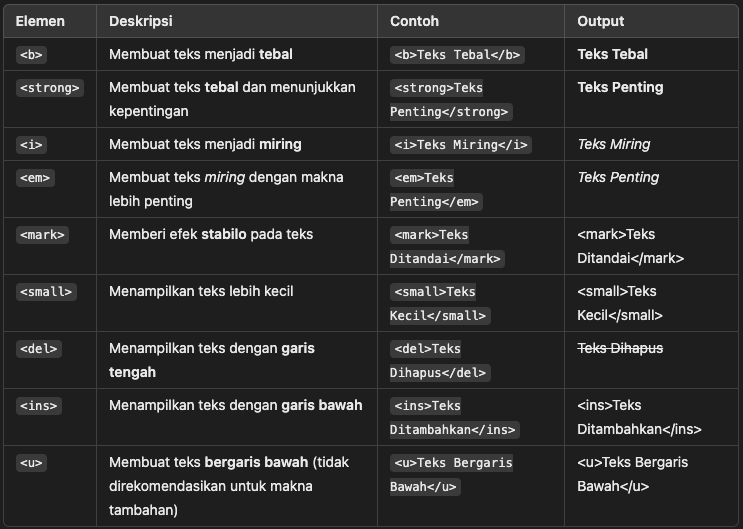 Elemen Deskripsi Contoh Output
<b> Membuat teks menjadi tebal <b>Teks Tebal</b> Teks Tebal
<strong> Membuat teks tebal dan menunjukkan <strong>Teks Teks Penting
kepentingan Penting</strong>
<i> Membuat teks menjadi miring <i>Teks Miring</i> Teks Miring
<em> Membuat teks miring dengan makna <em>Teks Teks Penting
lebih penting Penting</em>
<mark> Memberi efek stabilo pada teks <mark>Teks <mark>Teks
Ditandai</mark> Ditandai</mark>
<small> Menampilkan teks lebih kecil <small>Teks <small>Teks
Kecil</small> Kecil</small>
<del> Menampilkan teks dengan garis <del>Teks Teks Dihapus
tengah Dihapus</del>
<ins> Menampilkan teks dengan garis bawah <ins>Teks <ins>Teks
Ditambahkan</ins> Ditambahkan</ins>
<u> Membuat teks bergaris bawah (tidak <u>Teks Bergaris <u>Teks Bergaris
direkomendasikan untuk makna Bawah</u> Bawah</u>
tambahan)